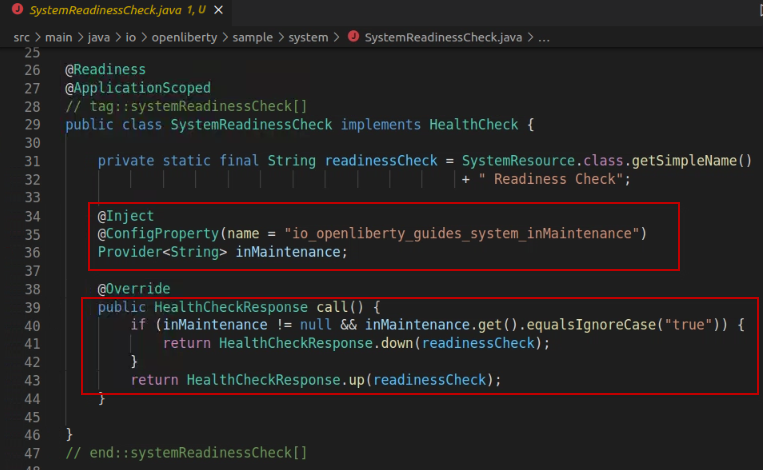 SystemReadinessCheck.java 1, U
src > main > java > io > openliberty > sample > system > SystemReadinessCheck.java > ...
25
26 @Readiness
27 @ApplicationScoped
28 // tag::systemReadinessCheck[]
29 public class SystemReadinessCheck implements HealthCheck {
30
31     private static final String readinessCheck = SystemResource.class.getSimpleName()
32                                                  + " Readiness Check";
33
34     @Inject
35     @ConfigProperty(name = "io_openliberty_guides_system_inMaintenance")
36     Provider<String> inMaintenance;
37
38     @Override
39     public HealthCheckResponse call() {
40         if (inMaintenance != null && inMaintenance.get().equalsIgnoreCase("true")) {
41             return HealthCheckResponse.down(readinessCheck);
42         }
43         return HealthCheckResponse.up(readinessCheck);
44     }
45
46 }
47 // end::systemReadinessCheck[]